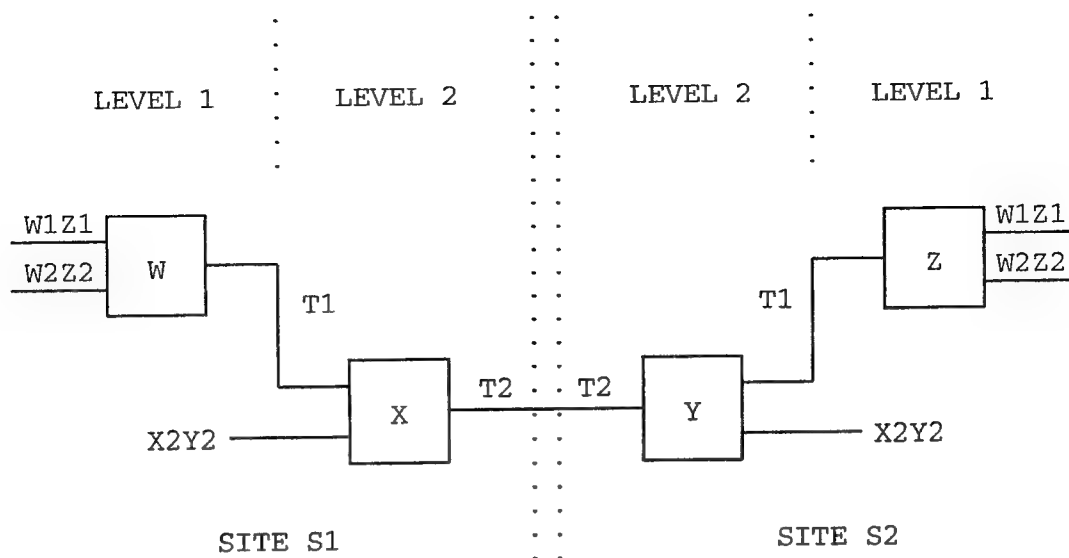 LEVEL 1
LEVEL 2
LEVEL 2
LEVEL 1
W1Z1
W2Z2
W
T1
X2Y2
X
T2
T2
Y
T1
X2Y2
Z
W1Z1
W2Z2
SITE S1
SITE S2